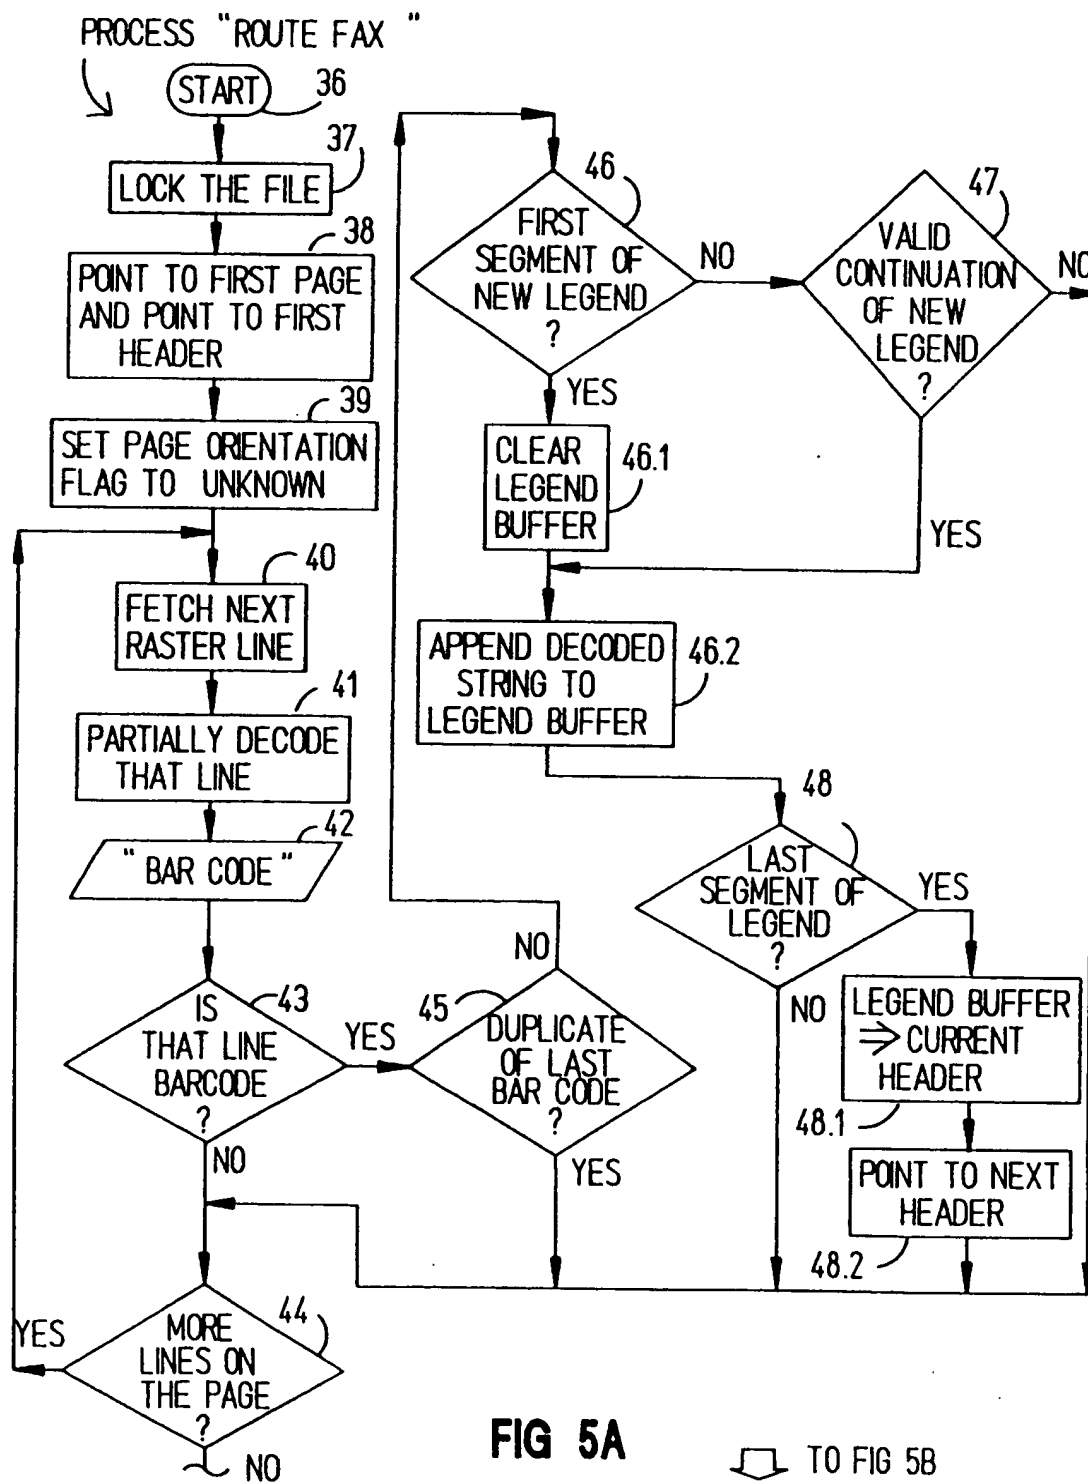 PROCESS "ROUTE FAX "
START
36
37
LOCK THE FILE
38
POINT TO FIRST PAGE
AND POINT TO FIRST
HEADER
39
SET PAGE ORIENTATION
FLAG TO UNKNOWN
40
FETCH NEXT
RASTER LINE
41
PARTIALLY DECODE
THAT LINE
42
"BAR CODE"
43
IS
THAT LINE
BARCODE
?
YES
NO
44
MORE
LINES ON
THE PAGE
?
YES
NO
45
DUPLICATE
OF LAST
BAR CODE
?
NO
YES
46
FIRST
SEGMENT OF
NEW LEGEND
?
NO
YES
47
VALID
CONTINUATION
OF NEW
LEGEND
?
NO
YES
CLEAR
LEGEND
BUFFER
46.1
APPEND DECODED
STRING TO
LEGEND BUFFER
46.2
48
LAST
SEGMENT OF
LEGEND
?
YES
NO
LEGEND BUFFER
⇒ CURRENT
HEADER
48.1
POINT TO NEXT
HEADER
48.2
FIG 5A
TO FIG 5B